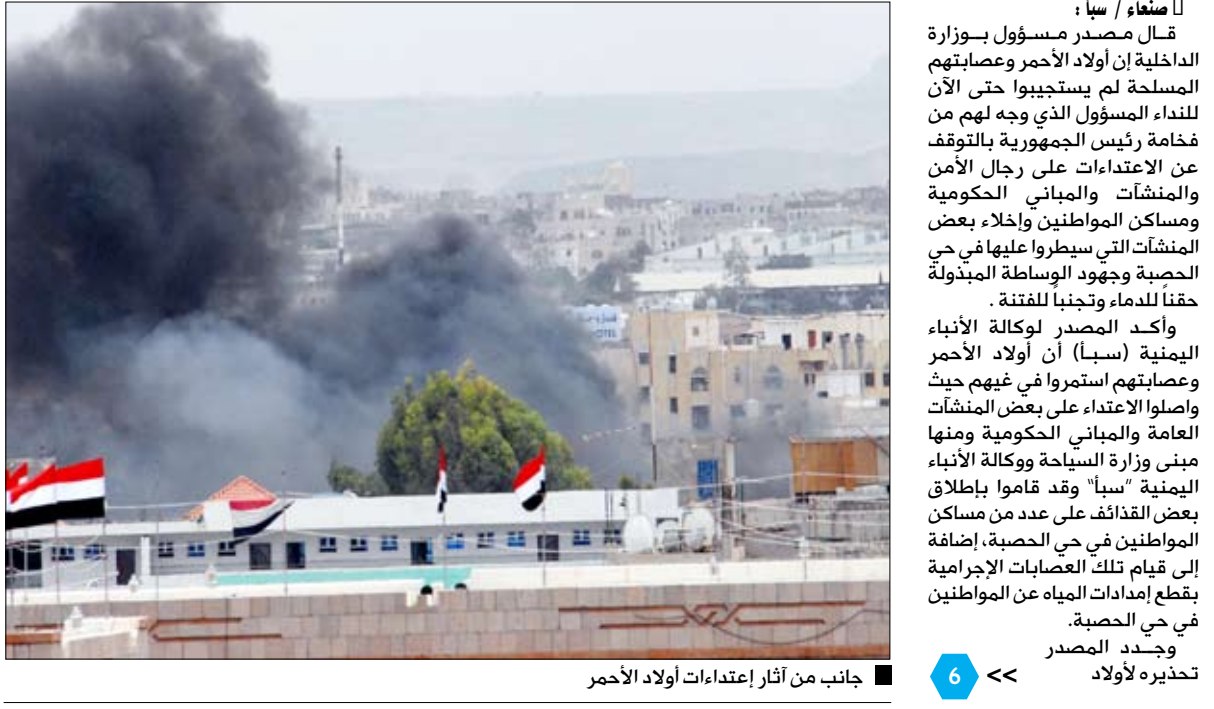 صنعاء / سبأ :
قال مصدر مسؤول بوزارة
الداخلية إن أولاد الأحمر وعصابتهم
المسلحة لم يستجيبوا حتى الآن
للنداء المسؤول الذي وجه لهم من
فخامة رئيس الجمهورية بالتوقف
عن الاعتداءات على رجال الأمن
والمنشآت والمباني الحكومية
ومساكن المواطنين وإخلاء بعض
المنشآت التي سيطروا عليها في حي
الحصبة وجهود الوساطة المبذولة
حقناً للدماء وتجنباً للفتنة .
وأكد المصدر لوكالة الأنباء
اليمنية (سبأ) أن أولاد الأحمر
وعصابتهم استمروا في غيهم حيث
واصلوا الاعتداء على بعض المنشآت
العامة والمباني الحكومية ومنها
مبنى وزارة السياحة ووكالة الأنباء
اليمنية "سبأ" وقد قاموا بإطلاق
بعض القذائف على عدد من مساكن
المواطنين في حي الحصبة، إضافة
إلى قيام تلك العصابات الإجرامية
بقطع إمدادات المياه عن المواطنين
في حي الحصبة.
وجدد المصدر
تحذيره لأولاد >> 6
جانب من آثار إعتداءات أولاد الأحمر